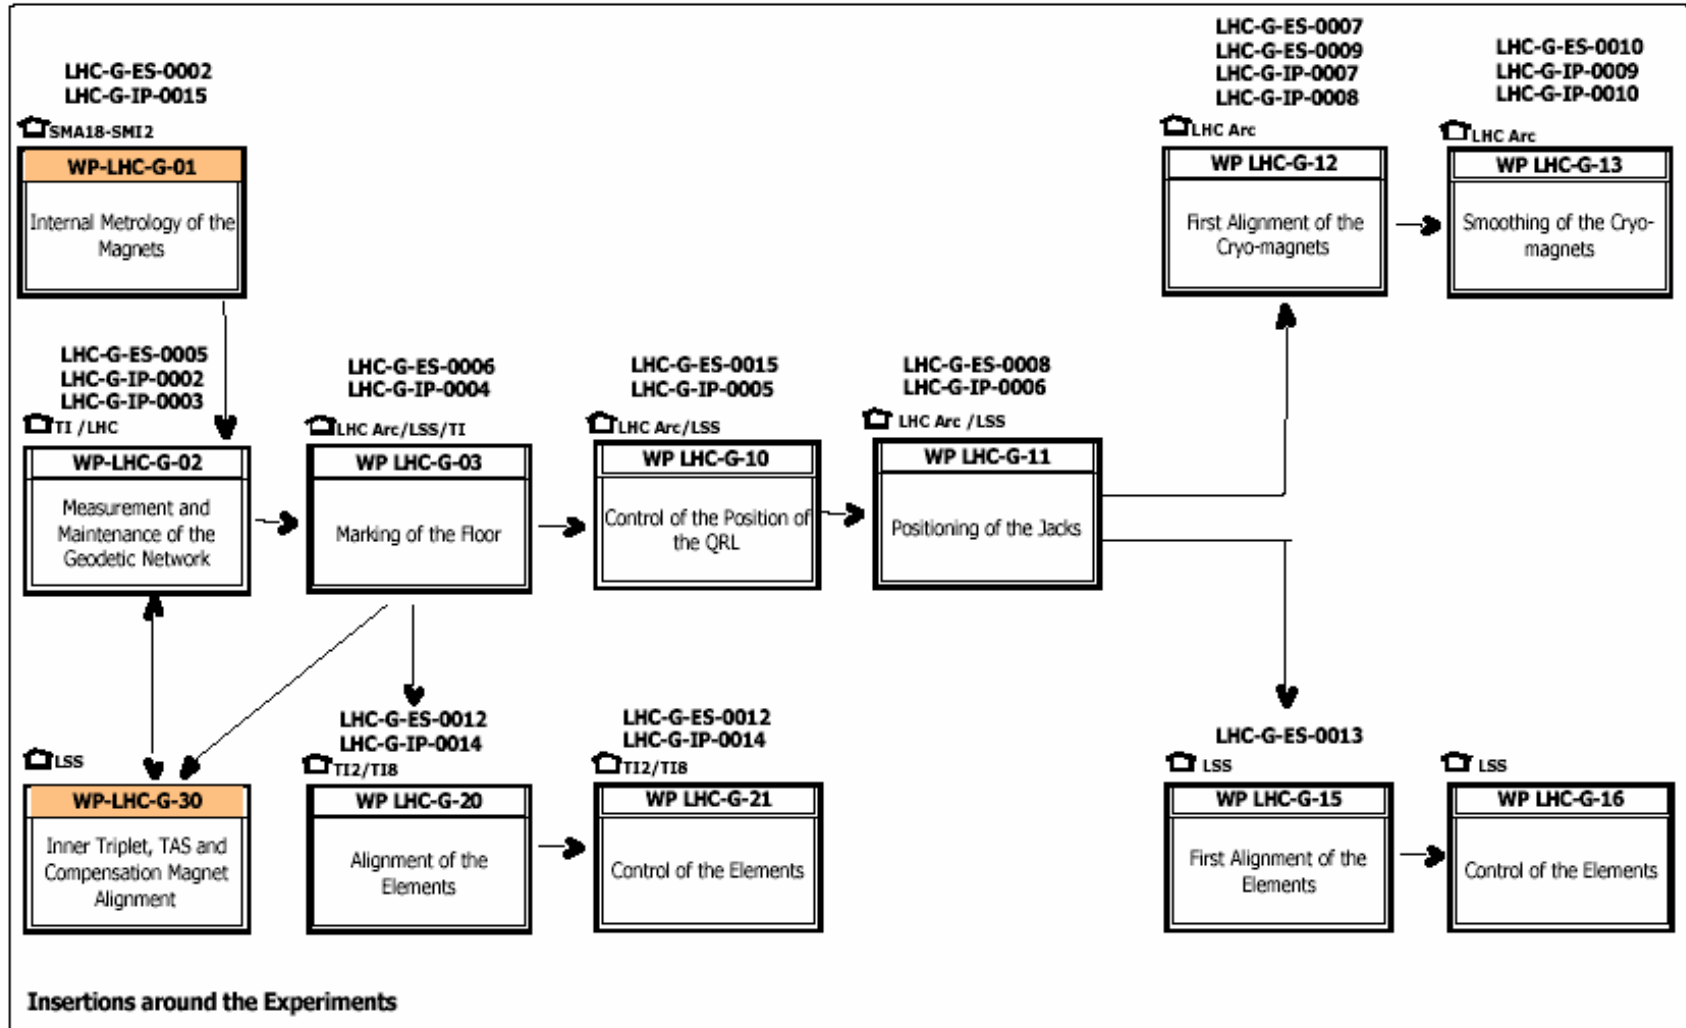 LHC-G-ES-0002
LHC-G-IP-0015
SMA18-SMI2
WP-LHC-G-01
Internal Metrology of the
Magnets
LHC-G-ES-0007
LHC-G-ES-0009
LHC-G-IP-0007
LHC-G-IP-0008
LHC Arc
WP LHC-G-12
First Alignment of the
Cryo-magnets
LHC-G-ES-0010
LHC-G-IP-0009
LHC-G-IP-0010
LHC Arc
WP LHC-G-13
Smoothing of the Cryo-
magnets
LHC-G-ES-0005
LHC-G-IP-0002
LHC-G-IP-0003
TI /LHC
WP-LHC-G-02
Measurement and
Maintenance of the
Geodetic Network
LHC-G-ES-0006
LHC-G-IP-0004
LHC Arc/LSS/TI
WP LHC-G-03
Marking of the Floor
LHC-G-ES-0015
LHC-G-IP-0005
LHC Arc/LSS
WP LHC-G-10
Control of the Position of
the QRL
LHC-G-ES-0008
LHC-G-IP-0006
LHC Arc /LSS
WP LHC-G-11
Positioning of the Jacks
LSS
WP-LHC-G-30
Inner Triplet, TAS and
Compensation Magnet
Alignment
LHC-G-ES-0012
LHC-G-IP-0014
TI2/TI8
WP LHC-G-20
Alignment of the
Elements
LHC-G-ES-0012
LHC-G-IP-0014
TI2/TI8
WP LHC-G-21
Control of the Elements
LHC-G-ES-0013
LSS
WP LHC-G-15
First Alignment of the
Elements
LSS
WP LHC-G-16
Control of the Elements
Insertions around the Experiments